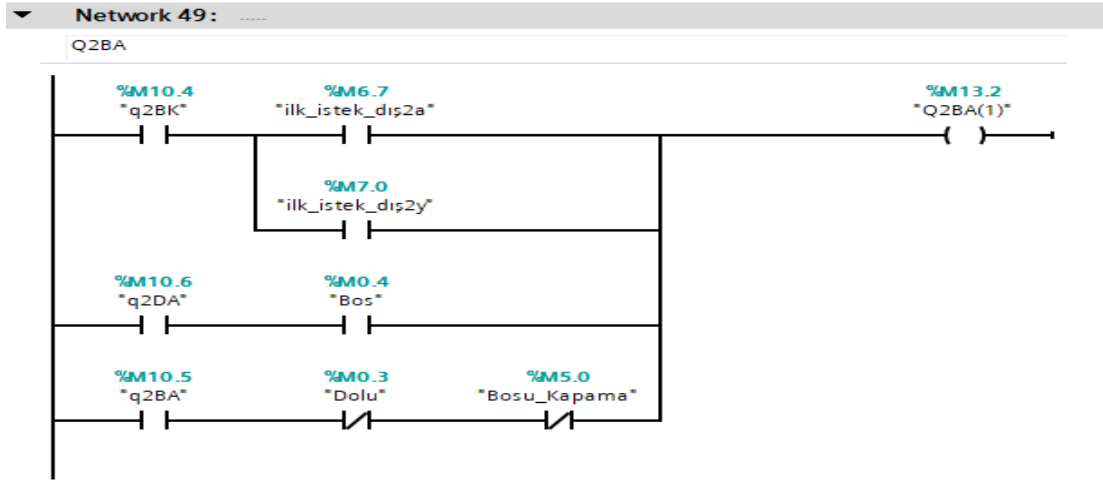 Network 49: .....
Q2BA
%M10.4 %M6.7 %M13.2
"q2BK" "ilk_istek_dış2a" "Q2BA(1)"
%M7.0
"ilk_istek_dış2y"
%M10.6 %M0.4
"q2DA" "Bos"
%M10.5 %M0.3 %M5.0
"q2BA" "Dolu" "Bosu_Kapama"